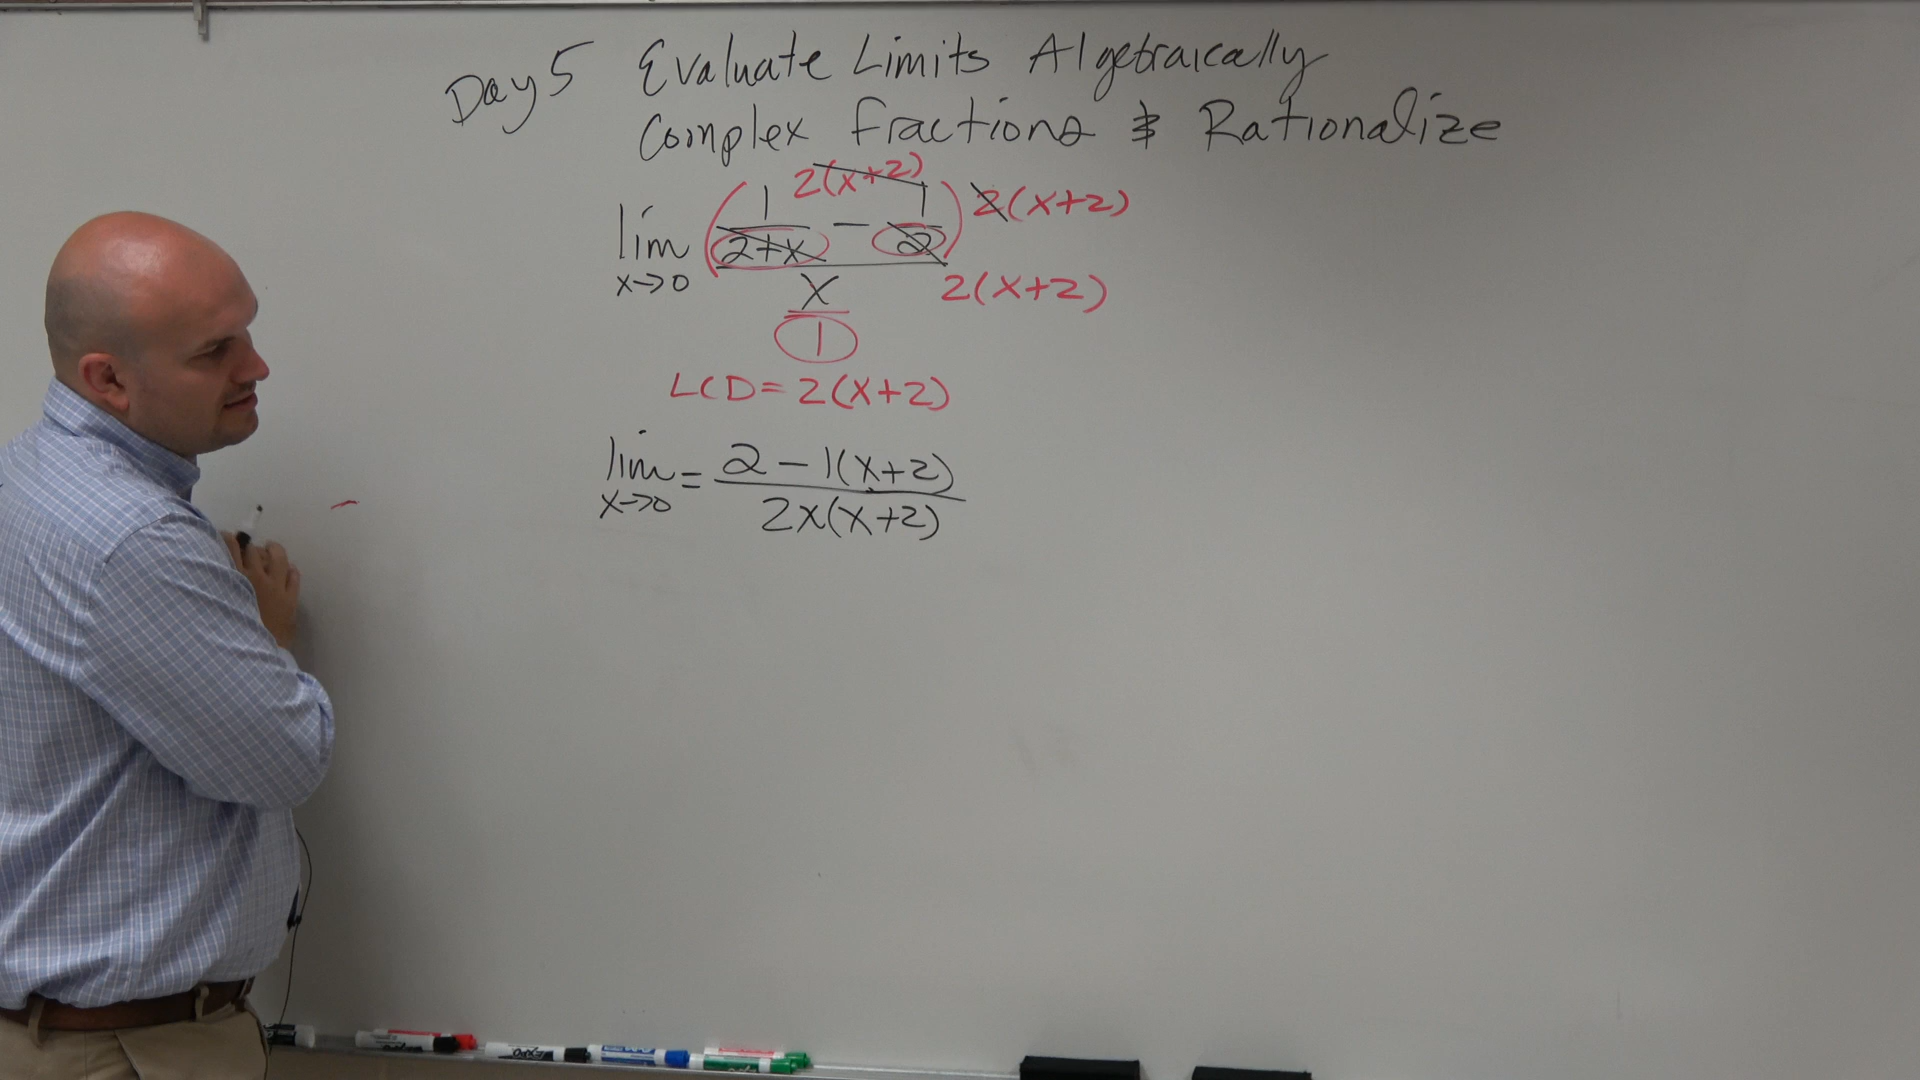 Day 5 Evaluate Limits Algebraically
Complex Fractions & Rationalize
2(x+2)
lim x→0 (1/(2+x) - 1/2) 2(x+2)
x/1 2(x+2)
LCD = 2(x+2)
lim x→0 = (2 - 1(x+2))/(2x(x+2))
EXPO